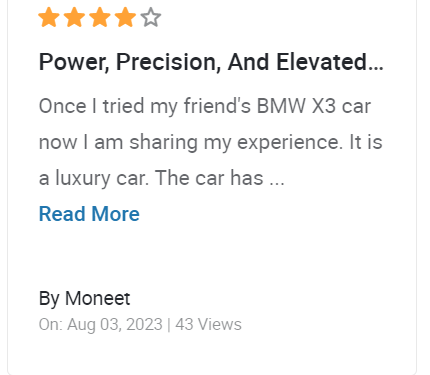 Power, Precision, And Elevated...
Once I tried my friend's BMW X3 car
now I am sharing my experience. It is
a luxury car. The car has ...
Read More
By Moneet
On: Aug 03, 2023 | 43 Views